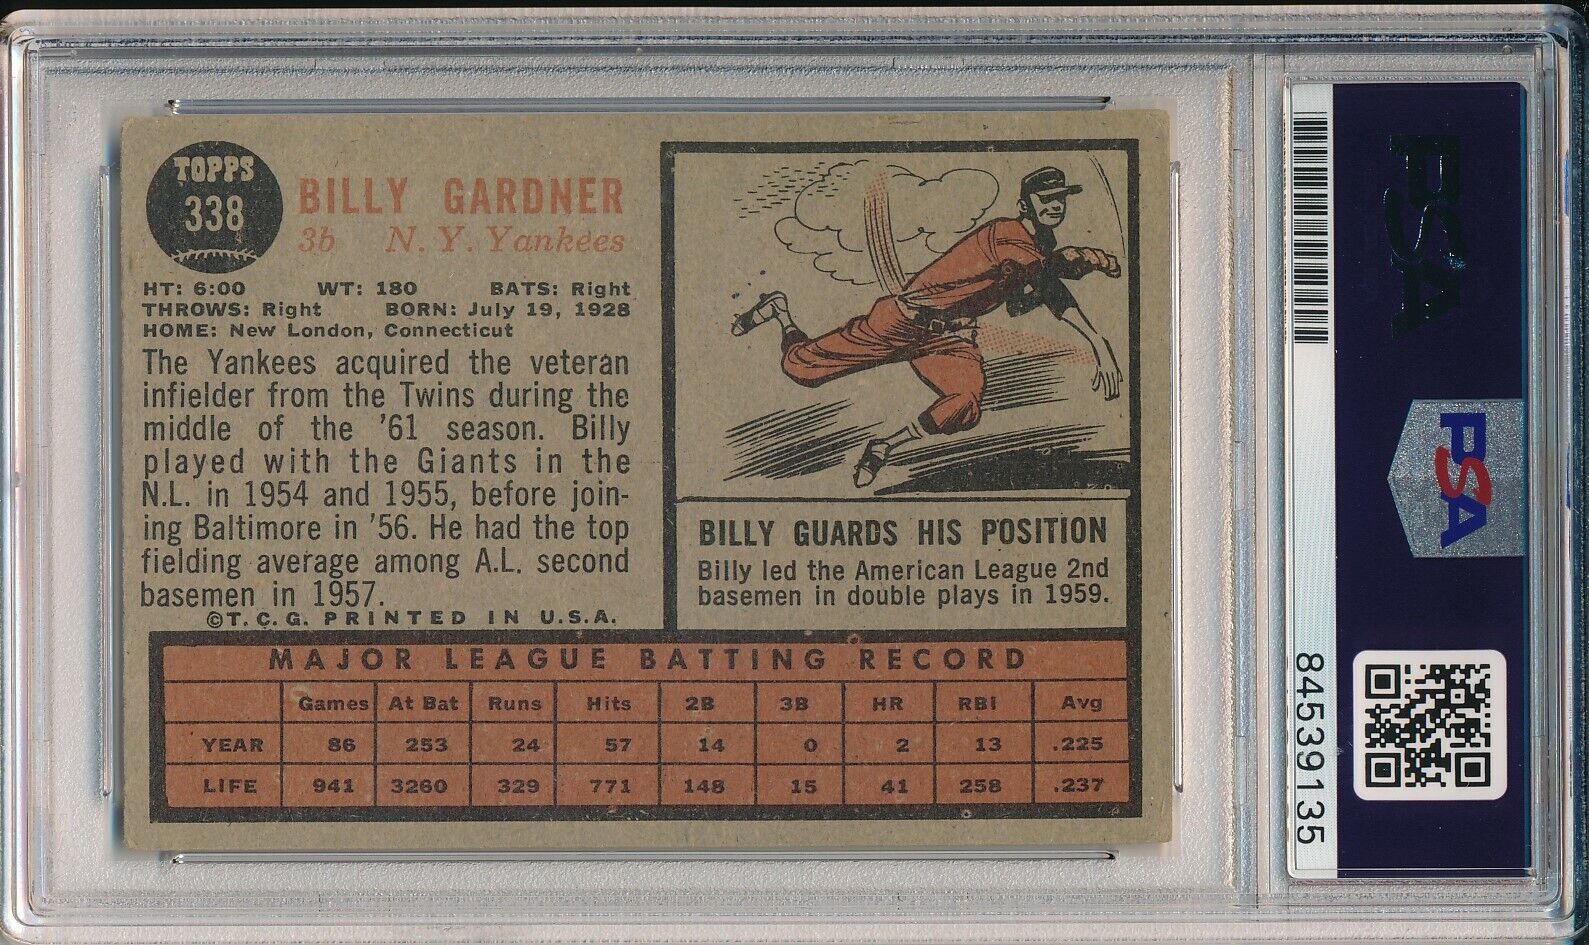 TOPPS
338
BILLY GARDNER
3b N. Y. Yankees
HT: 6:00 WT: 180 BATS: Right
THROWS: Right BORN: July 19, 1928
HOME: New London, Connecticut
The Yankees acquired the veteran
infielder from the Twins during the
middle of the '61 season. Billy
played with the Giants in the
N.L. in 1954 and 1955, before join-
ing Baltimore in '56. He had the top
fielding average among A.L. second
basemen in 1957.
©T.C.G. PRINTED IN U.S.A.
BILLY GUARDS HIS POSITION
Billy led the American League 2nd
basemen in double plays in 1959.
MAJOR LEAGUE BATTING RECORD
Games At Bat Runs Hits 2B 3B HR RBI Avg
YEAR 86 253 24 57 14 0 2 13 .225
LIFE 941 3260 329 771 148 15 41 258 .237
PSA
PSA
84539135